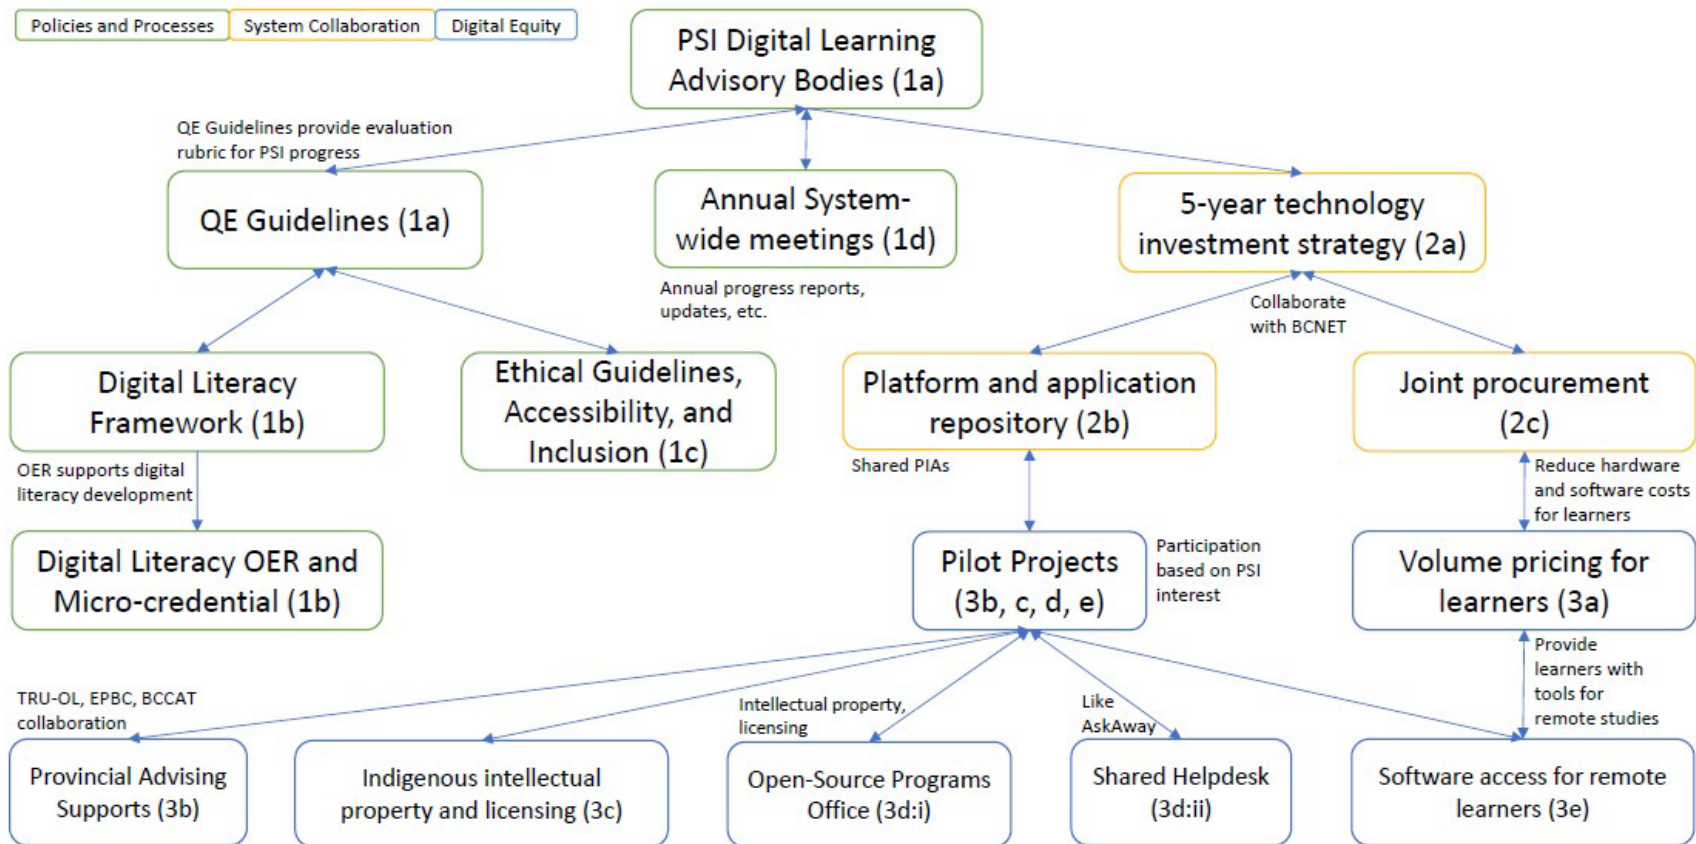 Policies and Processes
System Collaboration
Digital Equity
PSI Digital Learning
Advisory Bodies (1a)
QE Guidelines provide evaluation
rubric for PSI progress
QE Guidelines (1a)
Annual System-
wide meetings (1d)
5-year technology
investment strategy (2a)
Annual progress reports,
updates, etc.
Collaborate
with BCNET
Digital Literacy
Framework (1b)
Ethical Guidelines,
Accessibility, and
Inclusion (1c)
Platform and application
repository (2b)
Joint procurement
(2c)
OER supports digital
literacy development
Shared PIAs
Reduce hardware
and software costs
for learners
Digital Literacy OER and
Micro-credential (1b)
Pilot Projects
(3b, c, d, e)
Participation
based on PSI
interest
Volume pricing for
learners (3a)
TRU-OL, EPBC, BCCAT
collaboration
Intellectual property,
licensing
Like
AskAway
Provide
learners with
tools for
remote studies
Provincial Advising
Supports (3b)
Indigenous intellectual
property and licensing (3c)
Open-Source Programs
Office (3d:i)
Shared Helpdesk
(3d:ii)
Software access for remote
learners (3e)